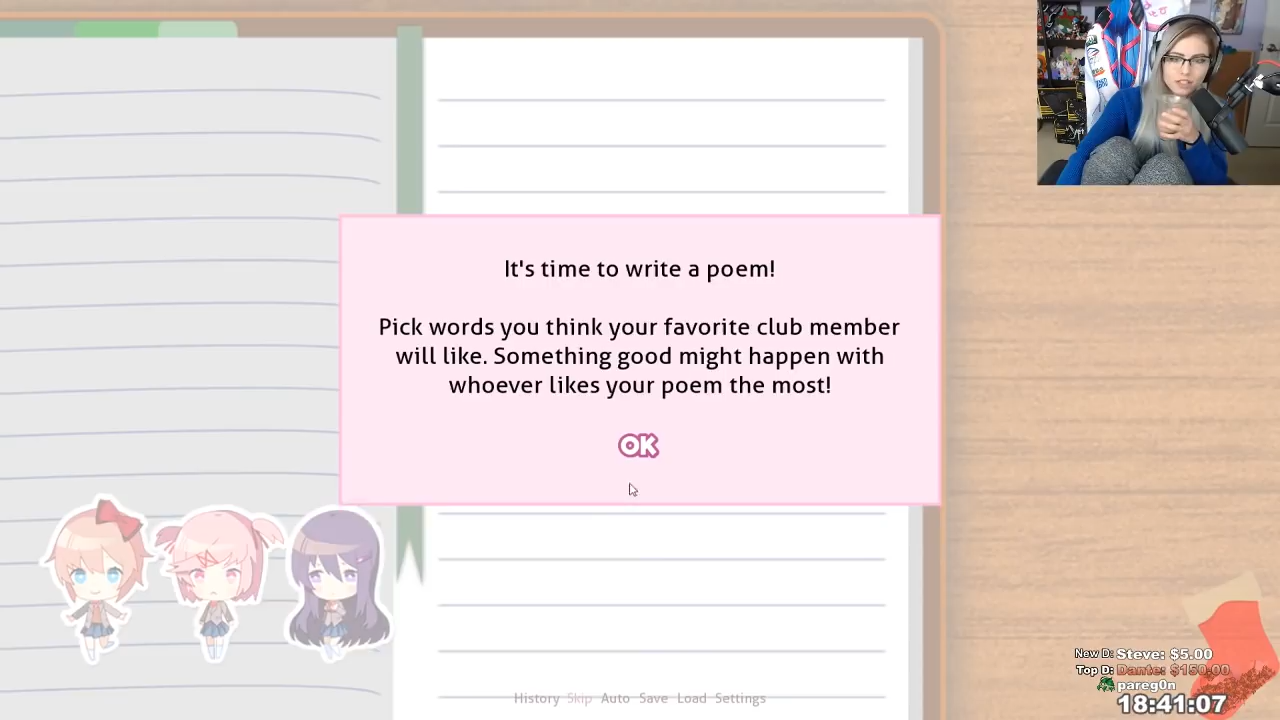 It's time to write a poem!
Pick words you think your favorite club member
will like. Something good might happen with
whoever likes your poem the most!
OK
History Skip Auto Save Load Settings
New D: Steve: $5.00
Top D: Dante: $150.00
pareg0n
18:41:07